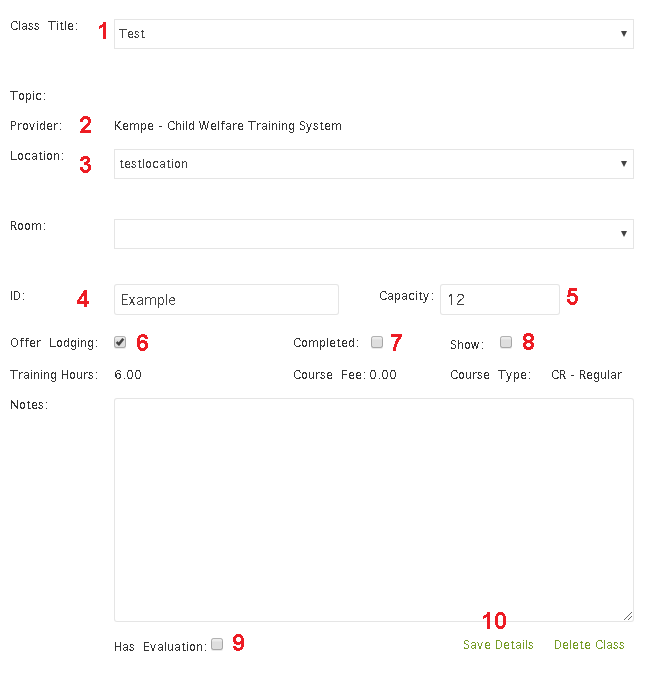 Class Title: 1 Test
Topic:
Provider: 2 Kempe - Child Welfare Training System
Location: 3 testlocation
Room:
ID: 4 Example Capacity: 12 5
Offer Lodging: 6 Completed: 7 Show: 8
Training Hours: 6.00 Course Fee: 0.00 Course Type: CR - Regular
Notes:
10
Has Evaluation: 9 Save Details Delete Class